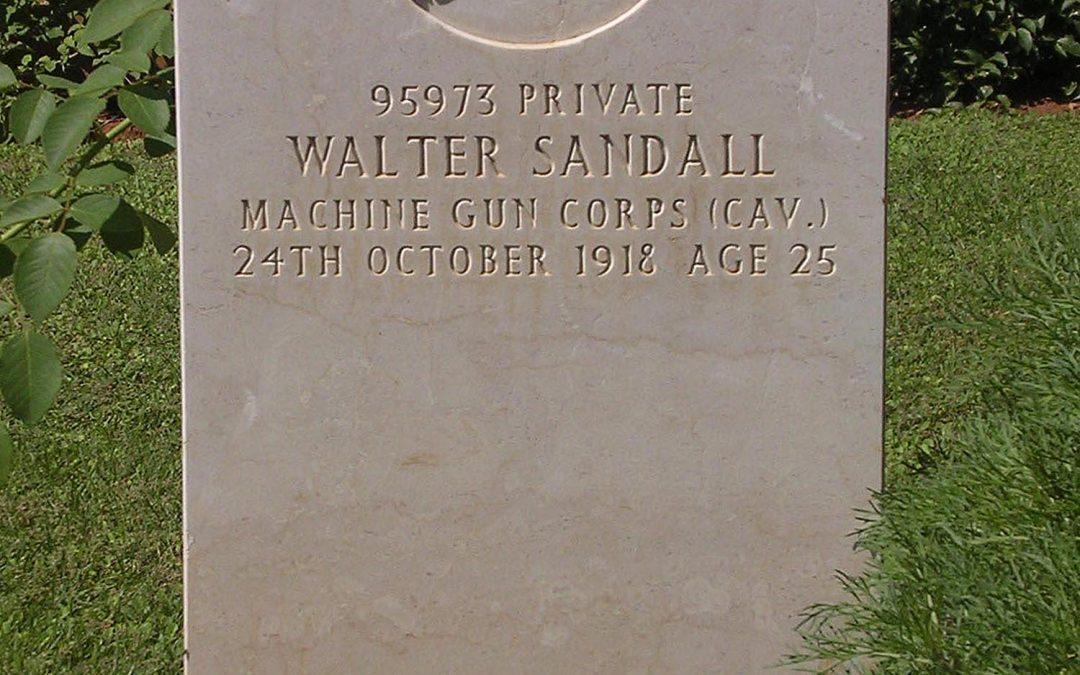 95973 PRIVATE
WALTER SANDALL
MACHINE GUN CORPS (CAV.)
24TH OCTOBER 1918 AGE 25